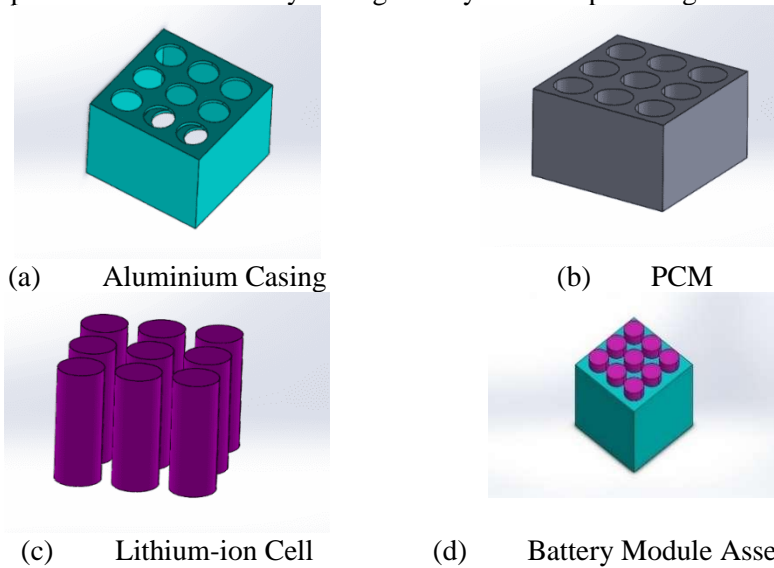 (a) Aluminium Casing (b) PCM
(c) Lithium-ion Cell (d) Battery Module Asse